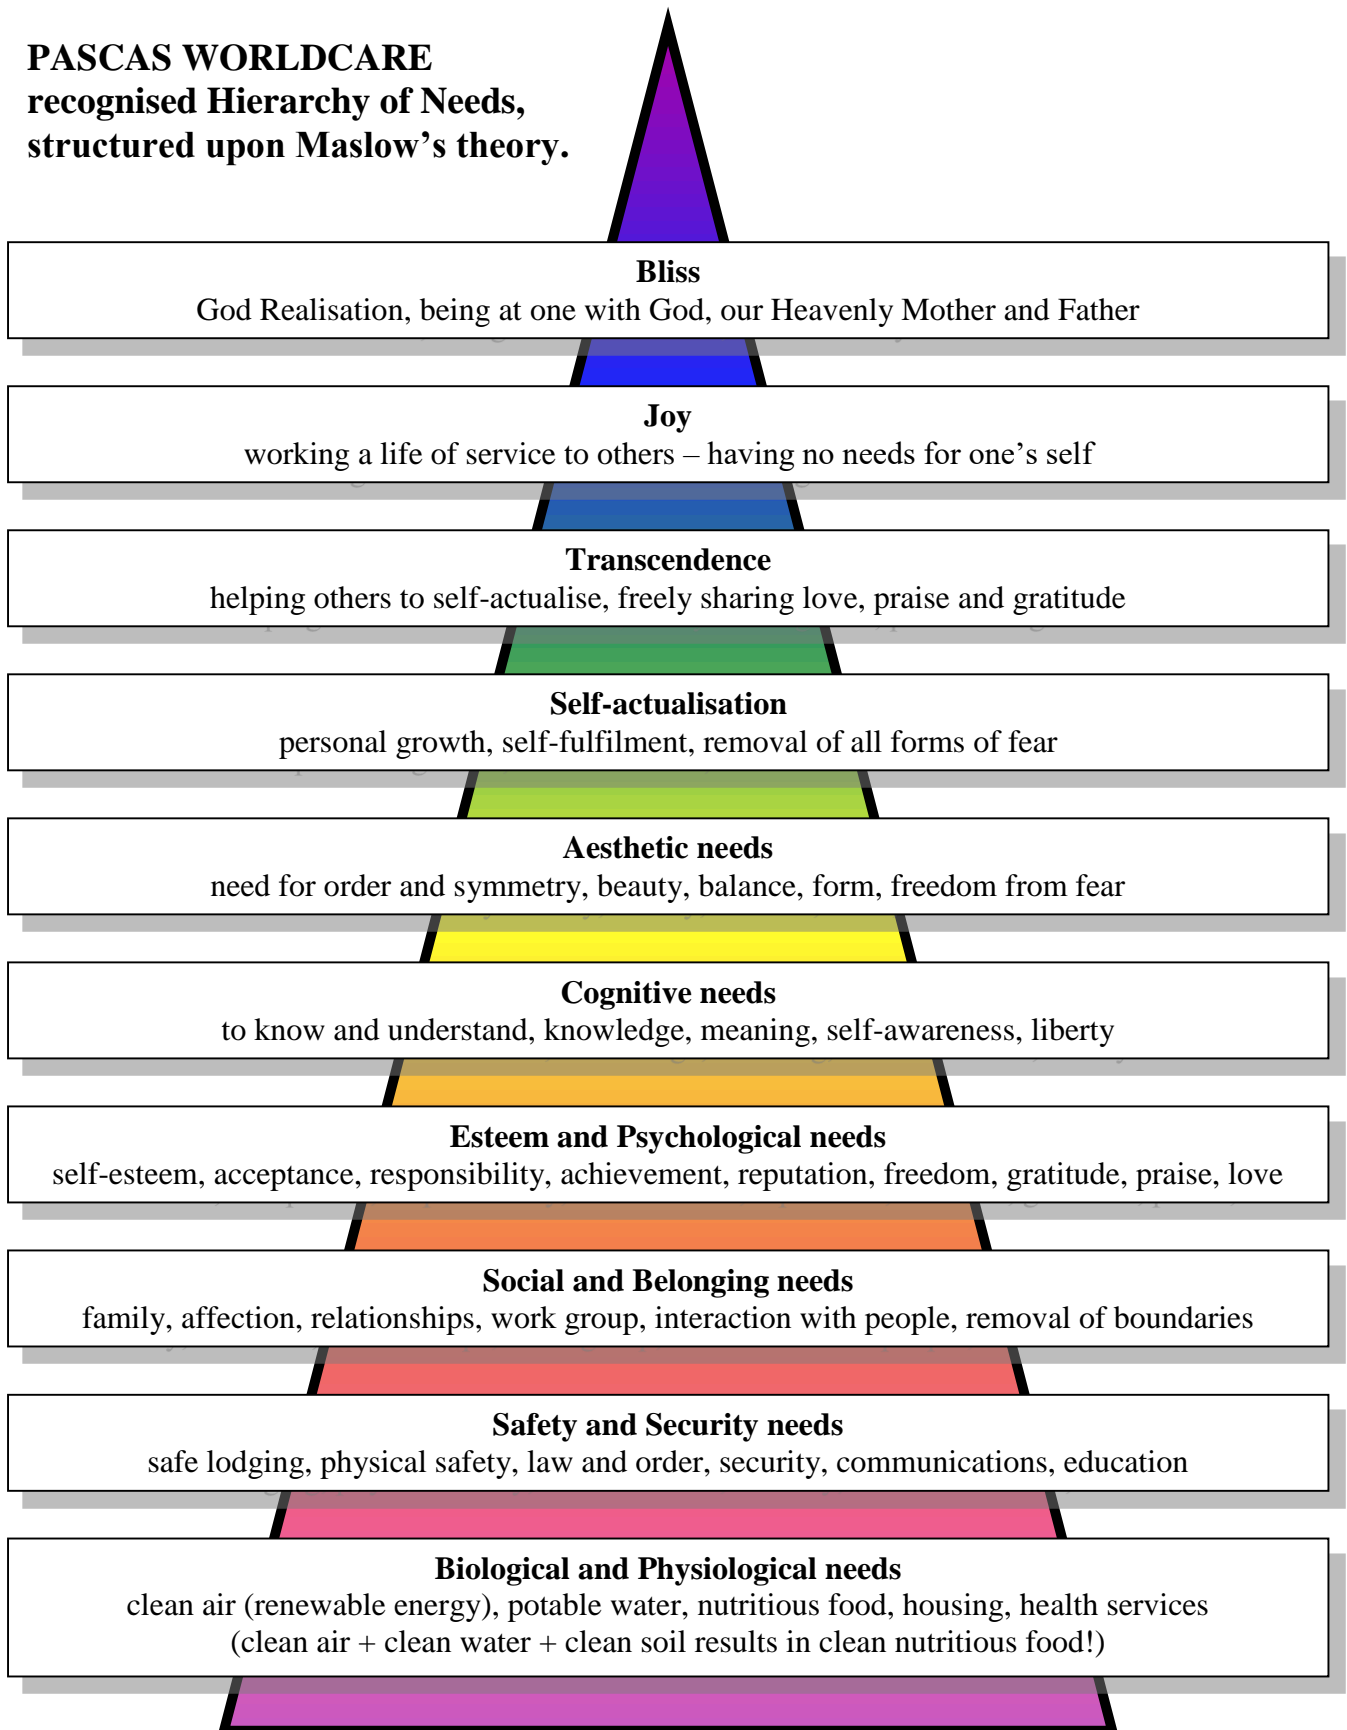 PASCAS WORLDCARE
recognised Hierarchy of Needs,
structured upon Maslow’s theory.
Bliss
God Realisation, being at one with God, our Heavenly Mother and Father
Joy
working a life of service to others – having no needs for one’s self
Transcendence
helping others to self-actualise, freely sharing love, praise and gratitude
Self-actualisation
personal growth, self-fulfilment, removal of all forms of fear
Aesthetic needs
need for order and symmetry, beauty, balance, form, freedom from fear
Cognitive needs
to know and understand, knowledge, meaning, self-awareness, liberty
Esteem and Psychological needs
self-esteem, acceptance, responsibility, achievement, reputation, freedom, gratitude, praise, love
Social and Belonging needs
family, affection, relationships, work group, interaction with people, removal of boundaries
Safety and Security needs
safe lodging, physical safety, law and order, security, communications, education
Biological and Physiological needs
clean air (renewable energy), potable water, nutritious food, housing, health services
(clean air + clean water + clean soil results in clean nutritious food!)